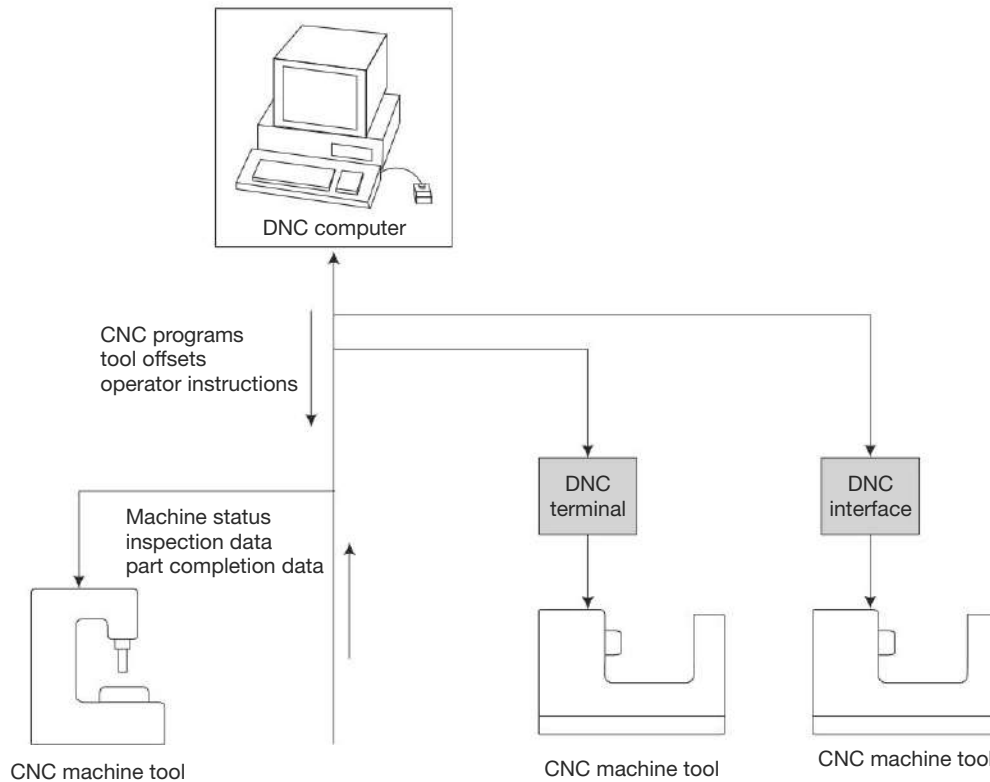 DNC computer
CNC programs
tool offsets
operator instructions
DNC
terminal
DNC
interface
Machine status
inspection data
part completion data
CNC machine tool
CNC machine tool
CNC machine tool